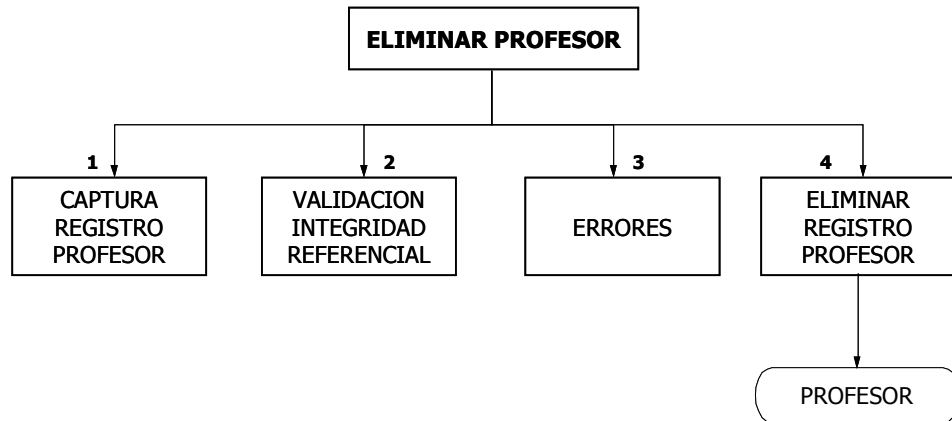 ELIMINAR PROFESOR
1
CAPTURA
REGISTRO
PROFESOR
2
VALIDACION
INTEGRIDAD
REFERENCIAL
3
ERRORES
4
ELIMINAR
REGISTRO
PROFESOR
PROFESOR